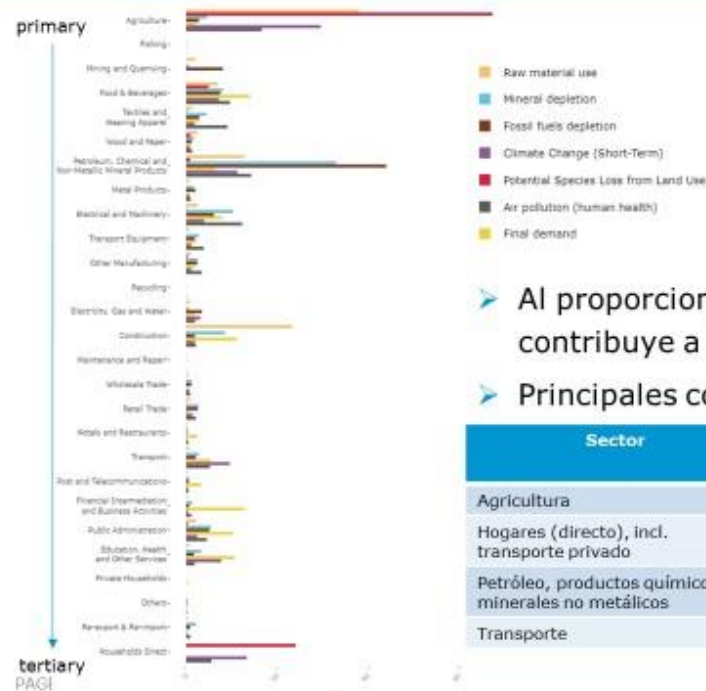 primary
Agriculture
Fishing
Mining and Quarrying
Food & Beverages
Textiles and
Wearing Apparel
Wood and Paper
Petroleum, Chemical and
Non-Metallic Mineral Products
Metal Products
Electrical and Machinery
Transport Equipment
Other Manufacturing
Recycling
Electricity, Gas and Water
Construction
Maintenance and Repair
Wholesale Trade
Retail Trade
Hotels and Restaurants
Transport
Post and Telecommunications
Financial Intermediation
and Business Activities
Public Administration
Education, Health
and Other Services
Private Households
Others
Re-export & Re-import
Households Direct
tertiary
PAGE
Raw material use
Mineral depletion
Fossil fuels depletion
Climate Change (Short-Term)
Potential Species Loss from Land Use
Air pollution (human health)
Final demand
Al proporcion
contribuye a
Principales co
Sector
Agricultura
Hogares (directo), incl.
transporte privado
Petróleo, productos químico
minerales no metálicos
Transporte